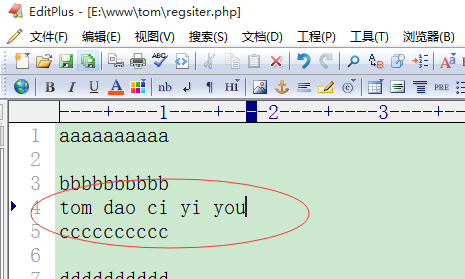 EditPlus - [E:\www\tom\regsiter.php]
文件(F) 编辑(E) 视图(V) 搜索(S) 文档(D) 工程(P) 工具(T) 浏览器(B)
ABC
B I U A nb ↵ ¶ HI
----+----1----+----2----+----3----+--
1 aaaaaaaaaa
2
3 bbbbbbbbbb
4 tom dao ci yi you
5 cccccccccc
6
7 dddddddddd